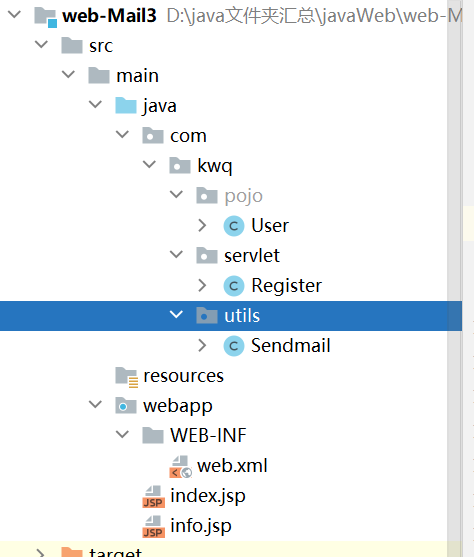 web-Mail3 D:\java文件夹汇总\javaWeb\web-M
src
main
java
com
kwq
pojo
C User
servlet
C Register
utils
C Sendmail
resources
webapp
WEB-INF
web.xml
JSP index.jsp
JSP info.jsp
target